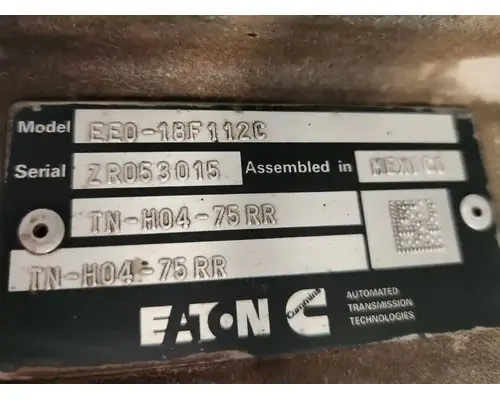 Model EEO-18F112C
Serial ZR053015 Assembled in MEXICO
TN-H04-75RR
TN-H04-75RR
EATON Cummins AUTOMATED
TRANSMISSION
TECHNOLOGIES